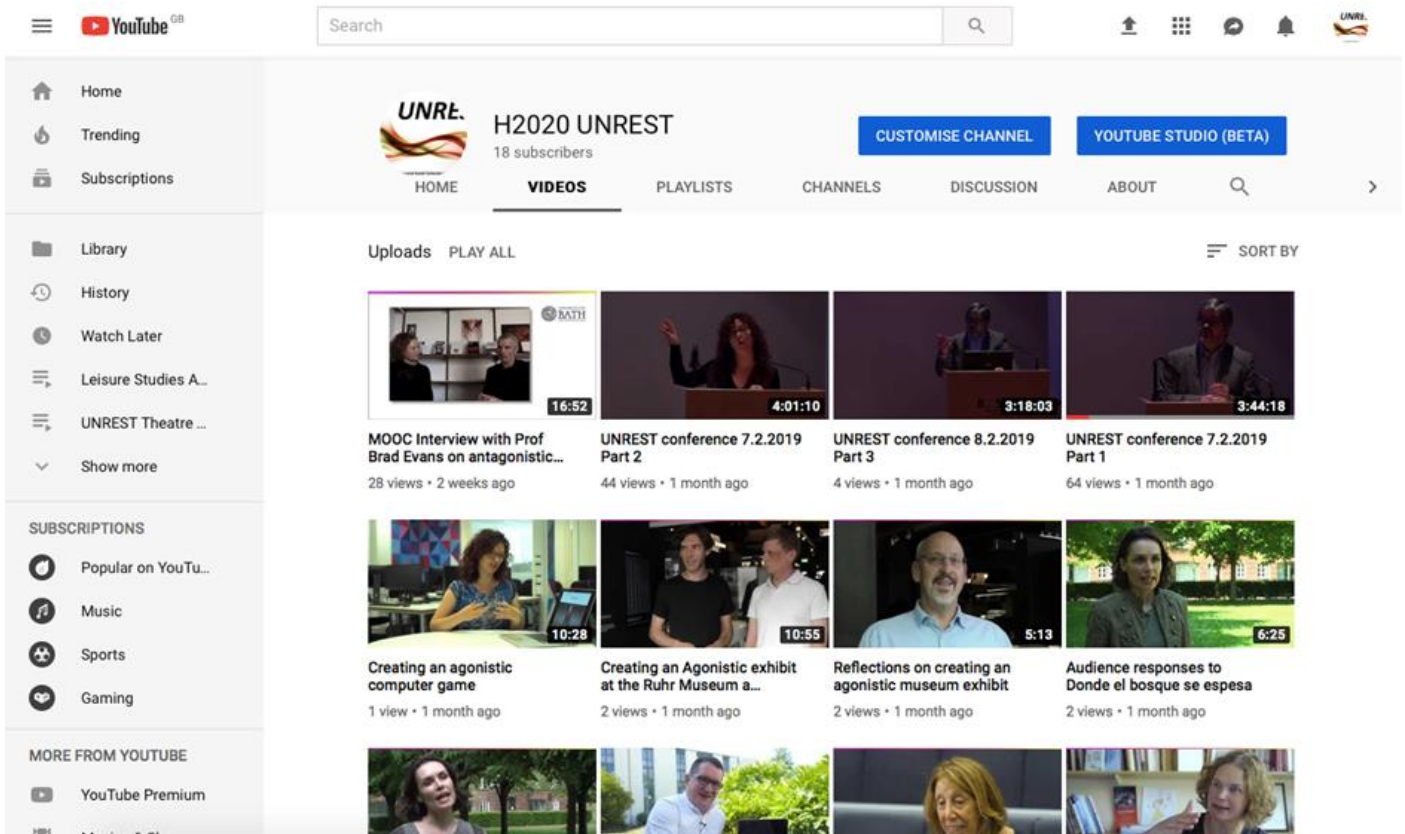 YouTube GB
Search
UNRE.
Home
Trending
Subscriptions
Library
History
Watch Later
Leisure Studies A...
UNREST Theatre ...
Show more
SUBSCRIPTIONS
Popular on YouTu...
Music
Sports
Gaming
MORE FROM YOUTUBE
YouTube Premium
UNRE.
H2020 UNREST
18 subscribers
CUSTOMISE CHANNEL
YOUTUBE STUDIO (BETA)
HOME VIDEOS PLAYLISTS CHANNELS DISCUSSION ABOUT
Uploads PLAY ALL
SORT BY
BATH
16:52
MOOC Interview with Prof
Brad Evans on antagonistic...
28 views • 2 weeks ago
4:01:10
UNREST conference 7.2.2019
Part 2
44 views • 1 month ago
3:18:03
UNREST conference 8.2.2019
Part 3
4 views • 1 month ago
3:44:18
UNREST conference 7.2.2019
Part 1
64 views • 1 month ago
10:28
Creating an agonistic
computer game
1 view • 1 month ago
10:55
Creating an Agonistic exhibit
at the Ruhr Museum a...
2 views • 1 month ago
5:13
Reflections on creating an
agonistic museum exhibit
2 views • 1 month ago
6:25
Audience responses to
Donde el bosque se espesa
2 views • 1 month ago